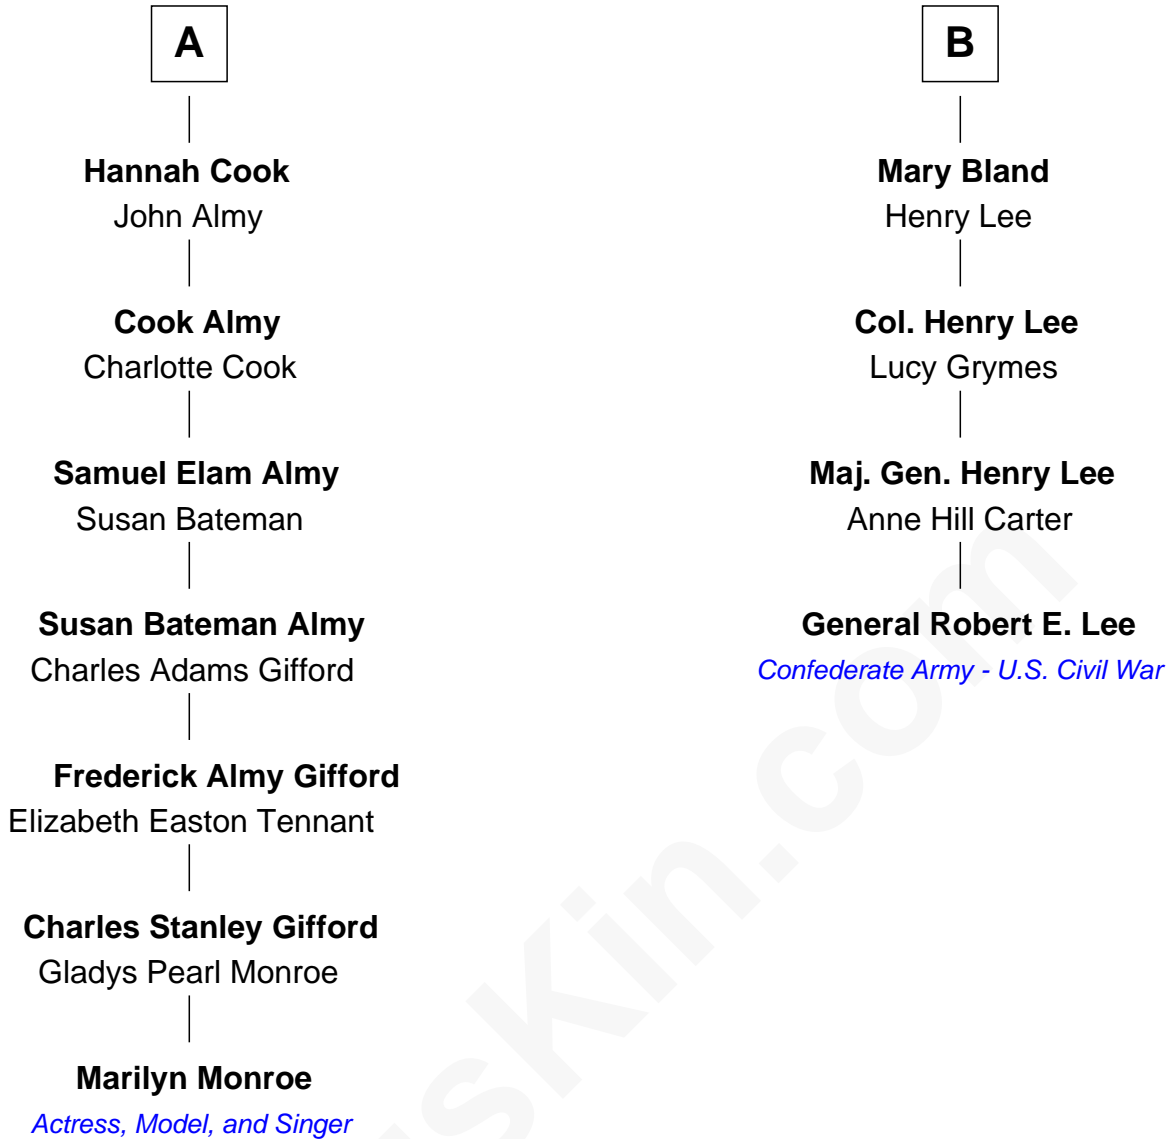 A
Hannah Cook
John Almy
Cook Almy
Charlotte Cook
Samuel Elam Almy
Susan Bateman
Susan Bateman Almy
Charles Adams Gifford
Frederick Almy Gifford
Elizabeth Easton Tennant
Charles Stanley Gifford
Gladys Pearl Monroe
Marilyn Monroe
Actress, Model, and Singer
B
Mary Bland
Henry Lee
Col. Henry Lee
Lucy Grymes
Maj. Gen. Henry Lee
Anne Hill Carter
General Robert E. Lee
Confederate Army - U.S. Civil War